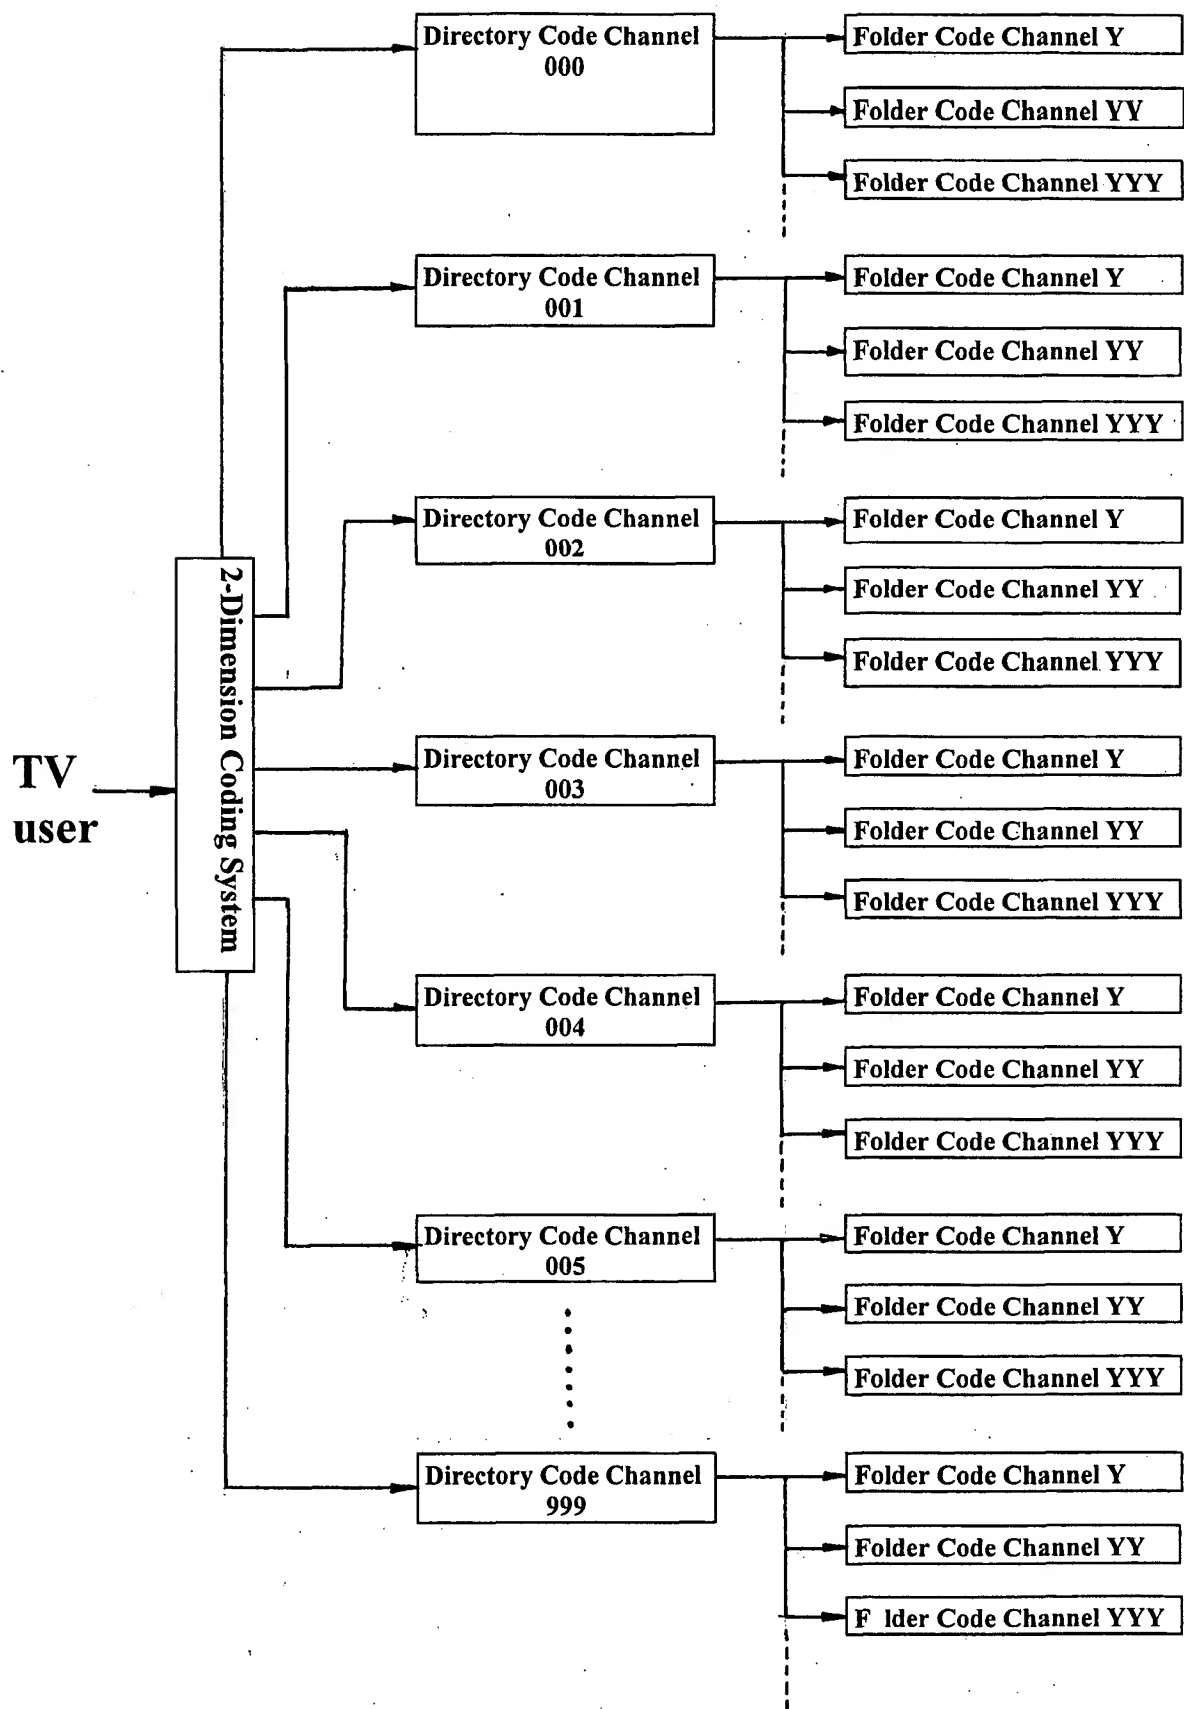 TV
user
2-Dimension Coding System
Directory Code Channel
000
Folder Code Channel Y
Folder Code Channel YY
Folder Code Channel YYY
Directory Code Channel
001
Folder Code Channel Y
Folder Code Channel YY
Folder Code Channel YYY
Directory Code Channel
002
Folder Code Channel Y
Folder Code Channel YY
Folder Code Channel YYY
Directory Code Channel
003
Folder Code Channel Y
Folder Code Channel YY
Folder Code Channel YYY
Directory Code Channel
004
Folder Code Channel Y
Folder Code Channel YY
Folder Code Channel YYY
Directory Code Channel
005
Folder Code Channel Y
Folder Code Channel YY
Folder Code Channel YYY
Directory Code Channel
999
Folder Code Channel Y
Folder Code Channel YY
F lder Code Channel YYY